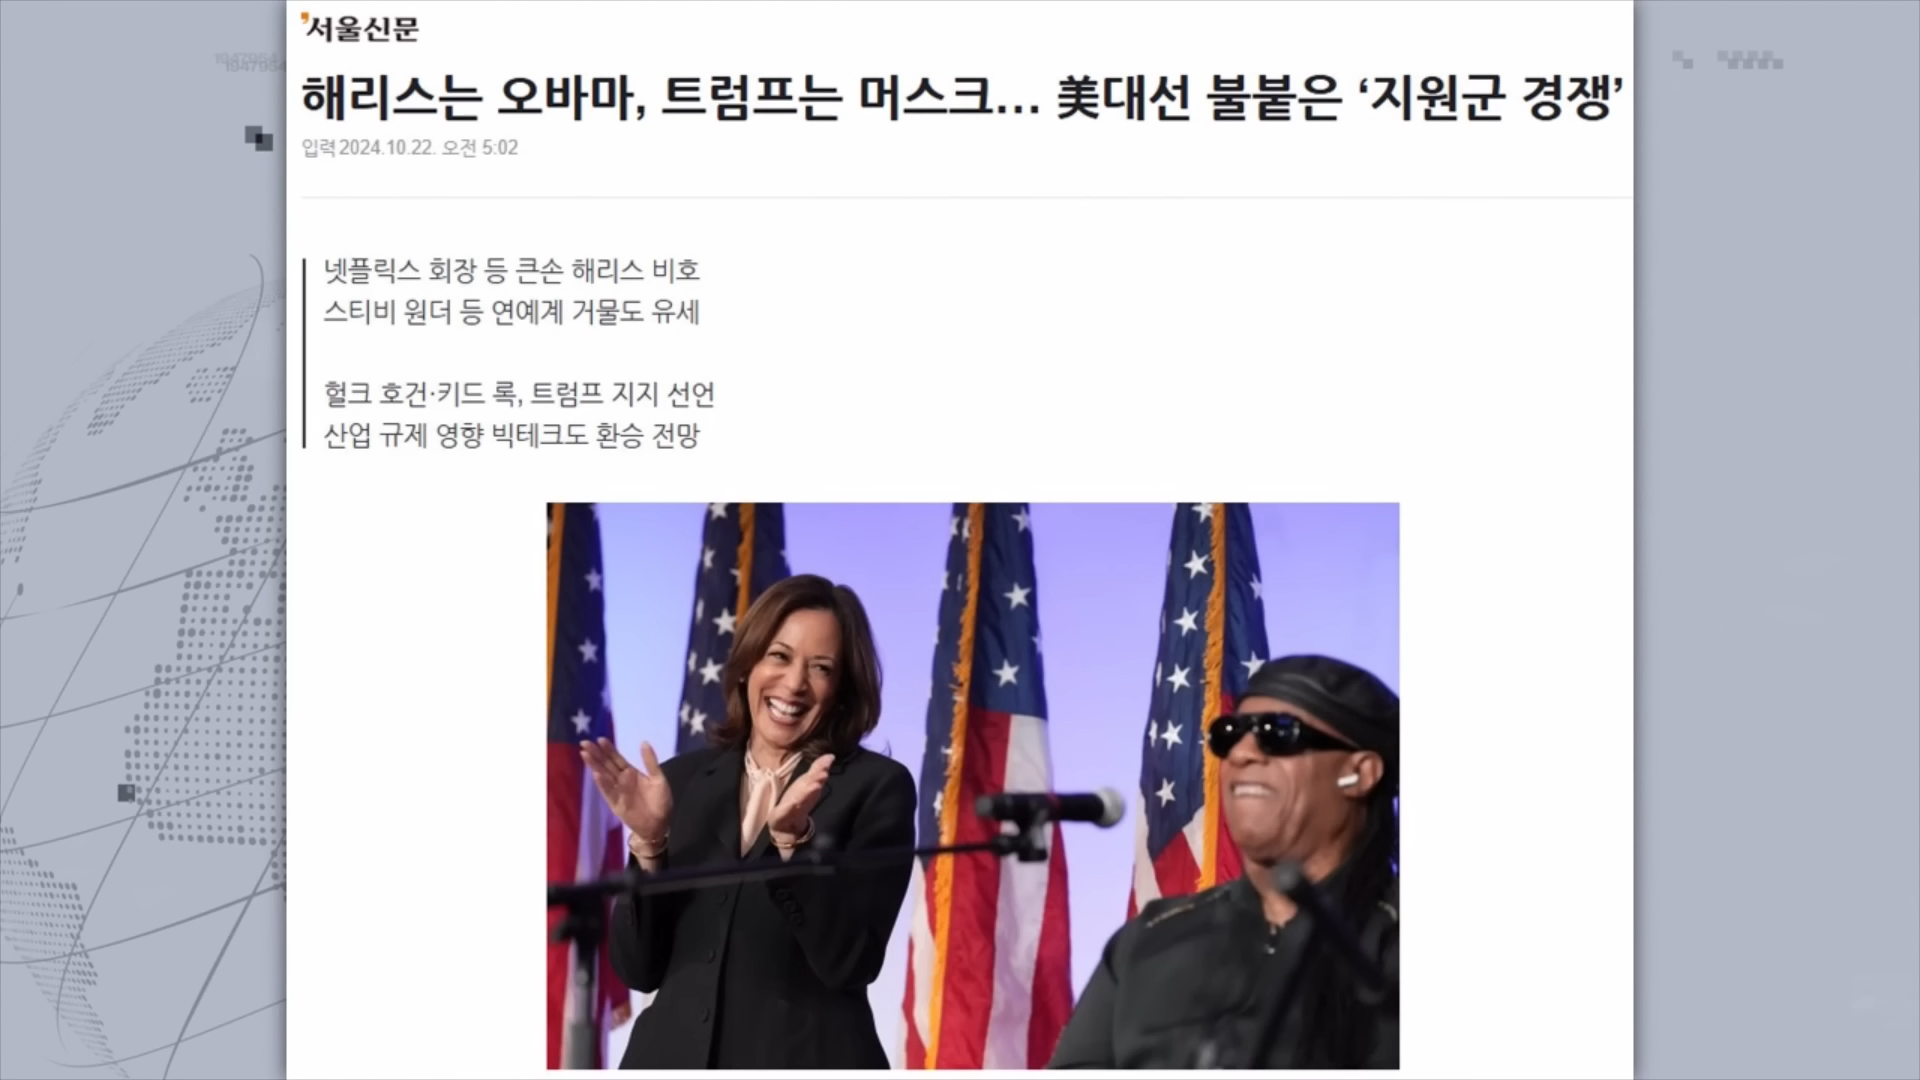 서울신문
해리스는 오바마, 트럼프는 머스크… 美대선 불붙은 ‘지원군 경쟁’
입력 2024.10.22. 오전 5:02
넷플릭스 회장 등 큰손 해리스 비호
스티비 원더 등 연예계 거물도 유세
헐크 호건·키드 록, 트럼프 지지 선언
산업 규제 영향 빅테크도 환승 전망